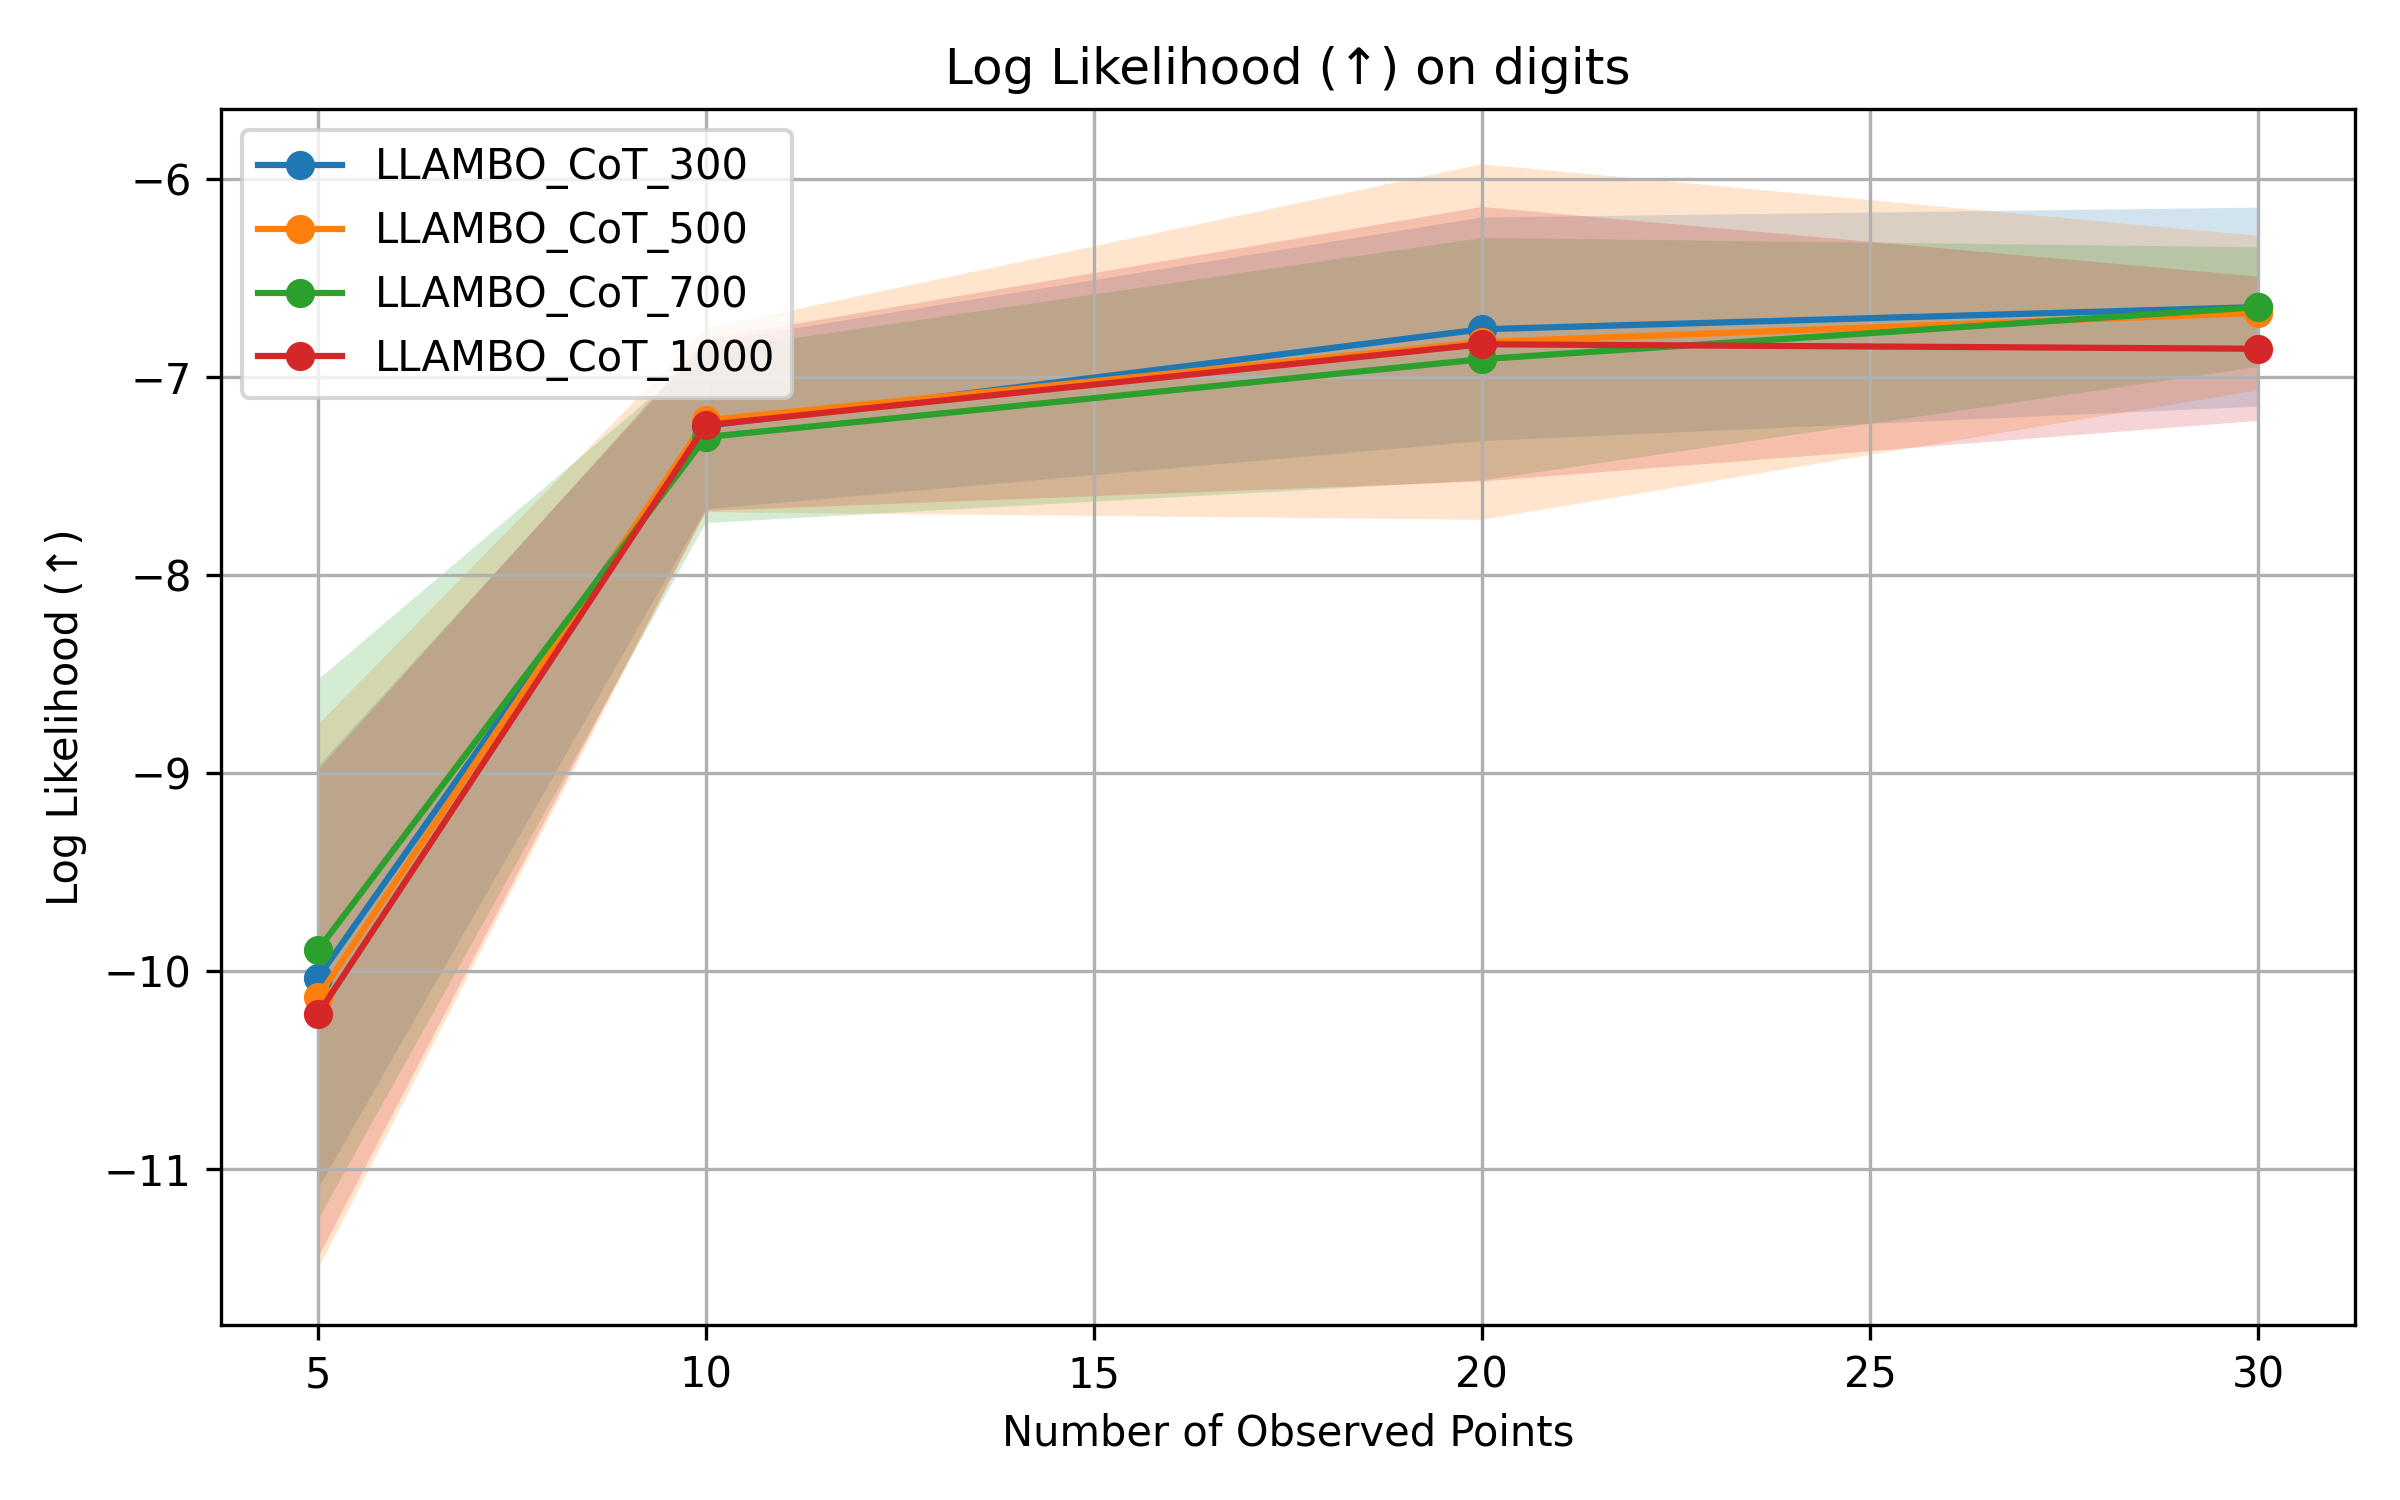 Log Likelihood (↑) on digits
LLAMBO_CoT_300
LLAMBO_CoT_500
LLAMBO_CoT_700
LLAMBO_CoT_1000
Log Likelihood (↑)
−6
−7
−8
−9
−10
−11
5 10 15 20 25 30
Number of Observed Points